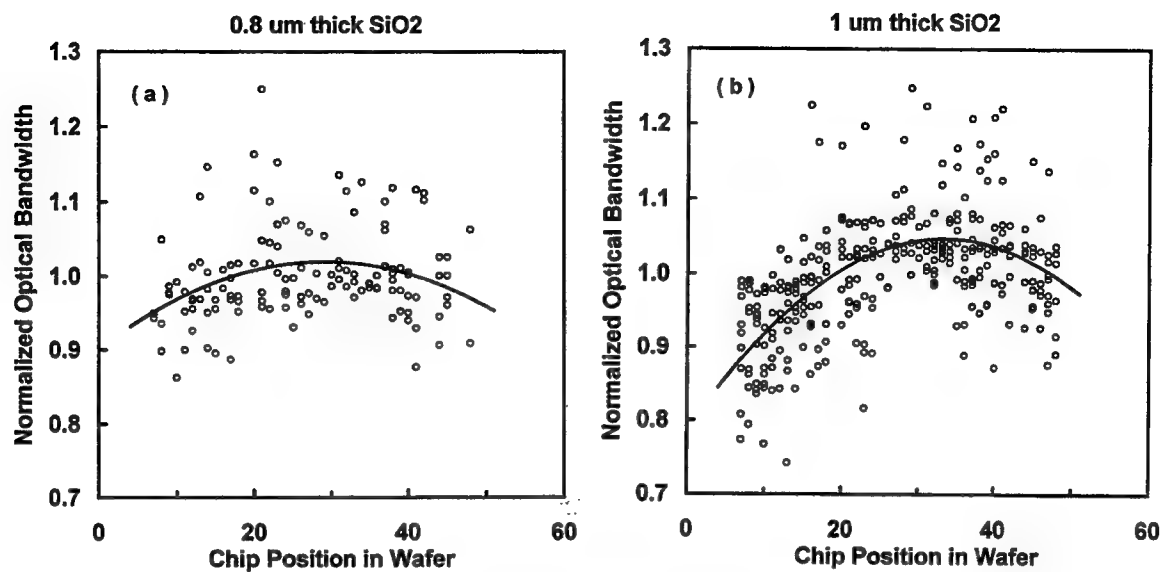 0.8 um thick SiO2
1.3
1.2
1.1
1.0
0.9
0.8
0.7
Normalized Optical Bandwidth
(a)
0
20
40
60
Chip Position in Wafer
1 um thick SiO2
1.3
1.2
1.1
1.0
0.9
0.8
0.7
Normalized Optical Bandwidth
(b)
0
20
40
60
Chip Position in Wafer